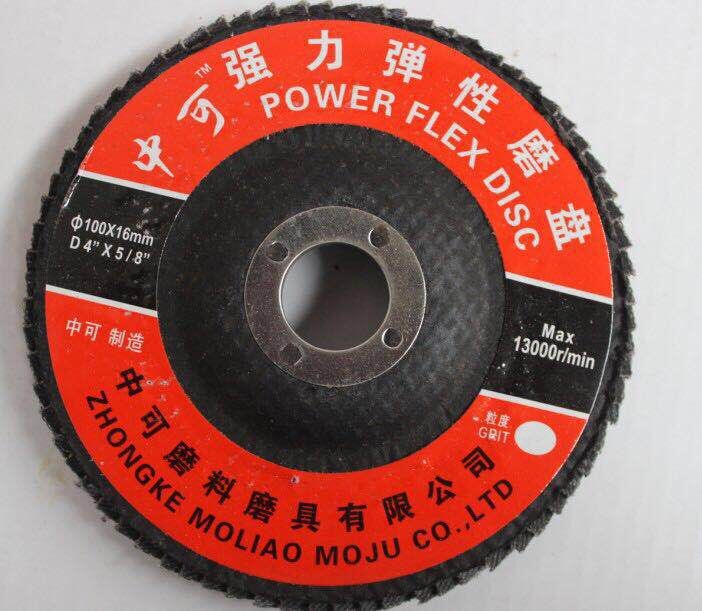 中可™强力弹性磨盘
POWER FLEX DISC
Φ100X16mm
D 4" X 5/8"
Max
13000r/min
中可 制造
粒度
GRIT
中可磨料磨具有限公司
ZHONGKE MOLIAO MOJU CO.,LTD